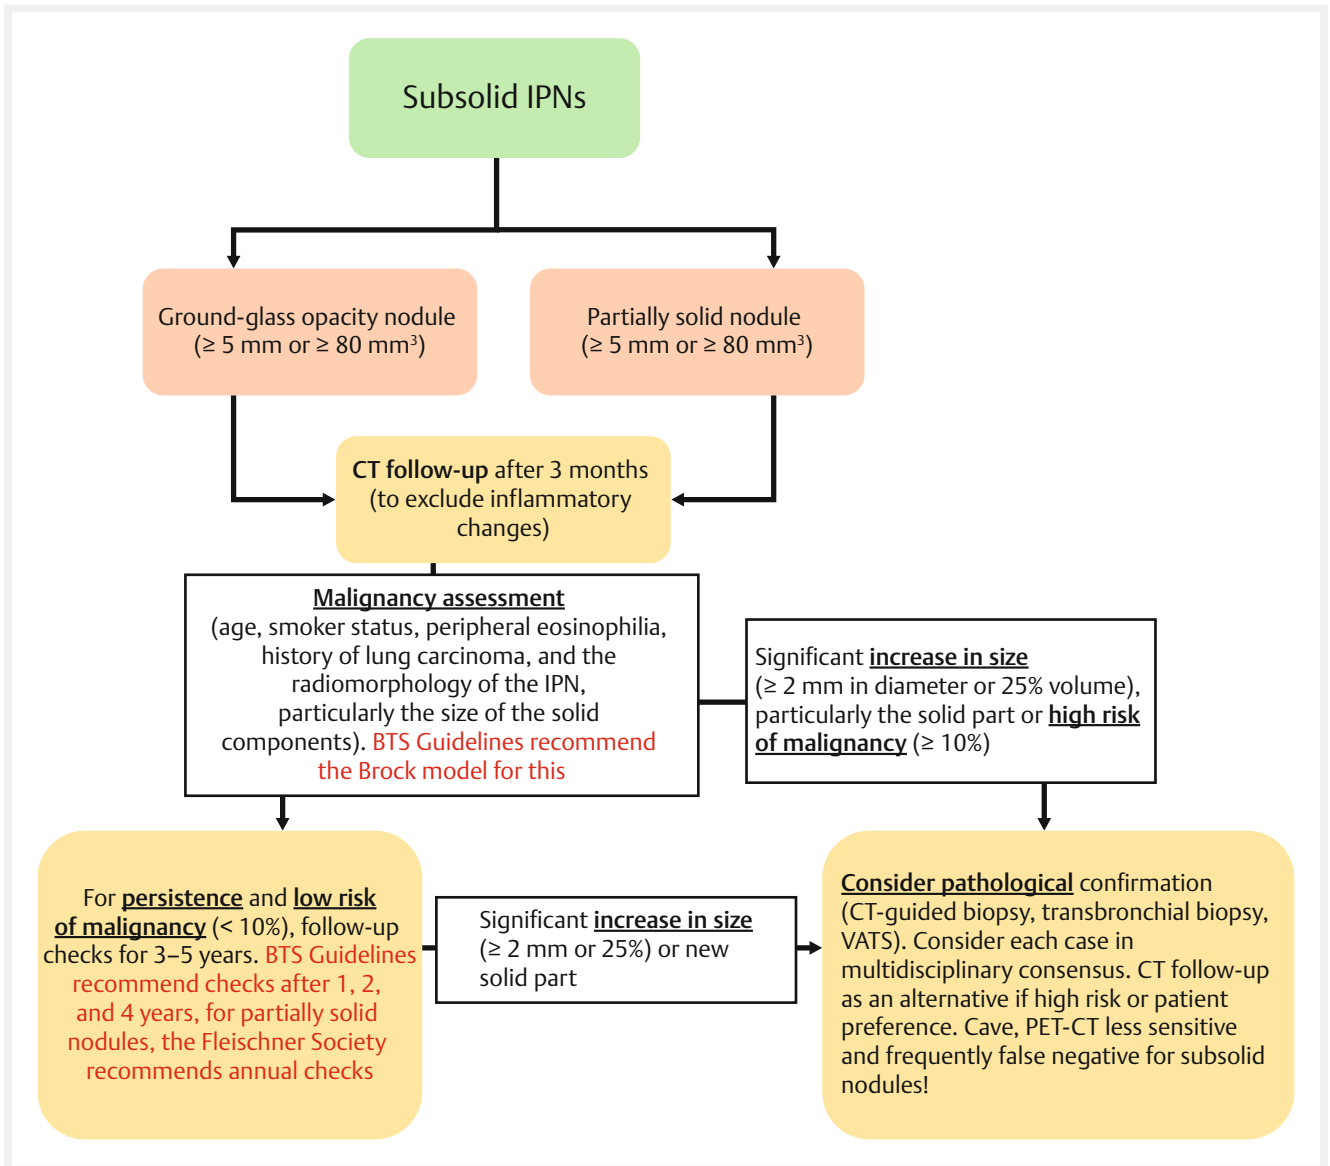 Subsolid IPNs
Ground-glass opacity nodule
(≥ 5 mm or ≥ 80 mm³)
Partially solid nodule
(≥ 5 mm or ≥ 80 mm³)
CT follow-up after 3 months
(to exclude inflammatory
changes)
Malignancy assessment
(age, smoker status, peripheral eosinophilia,
history of lung carcinoma, and the
radiomorphology of the IPN,
particularly the size of the solid
components). BTS Guidelines recommend
the Brock model for this
Significant increase in size
(≥ 2 mm in diameter or 25% volume),
particularly the solid part or high risk
of malignancy (≥ 10%)
For persistence and low risk
of malignancy (< 10%), follow-up
checks for 3–5 years. BTS Guidelines
recommend checks after 1, 2,
and 4 years, for partially solid
nodules, the Fleischner Society
recommends annual checks
Significant increase in size
(≥ 2 mm or 25%) or new
solid part
Consider pathological confirmation
(CT-guided biopsy, transbronchial biopsy,
VATS). Consider each case in
multidisciplinary consensus. CT follow-up
as an alternative if high risk or patient
preference. Cave, PET-CT less sensitive
and frequently false negative for subsolid
nodules!